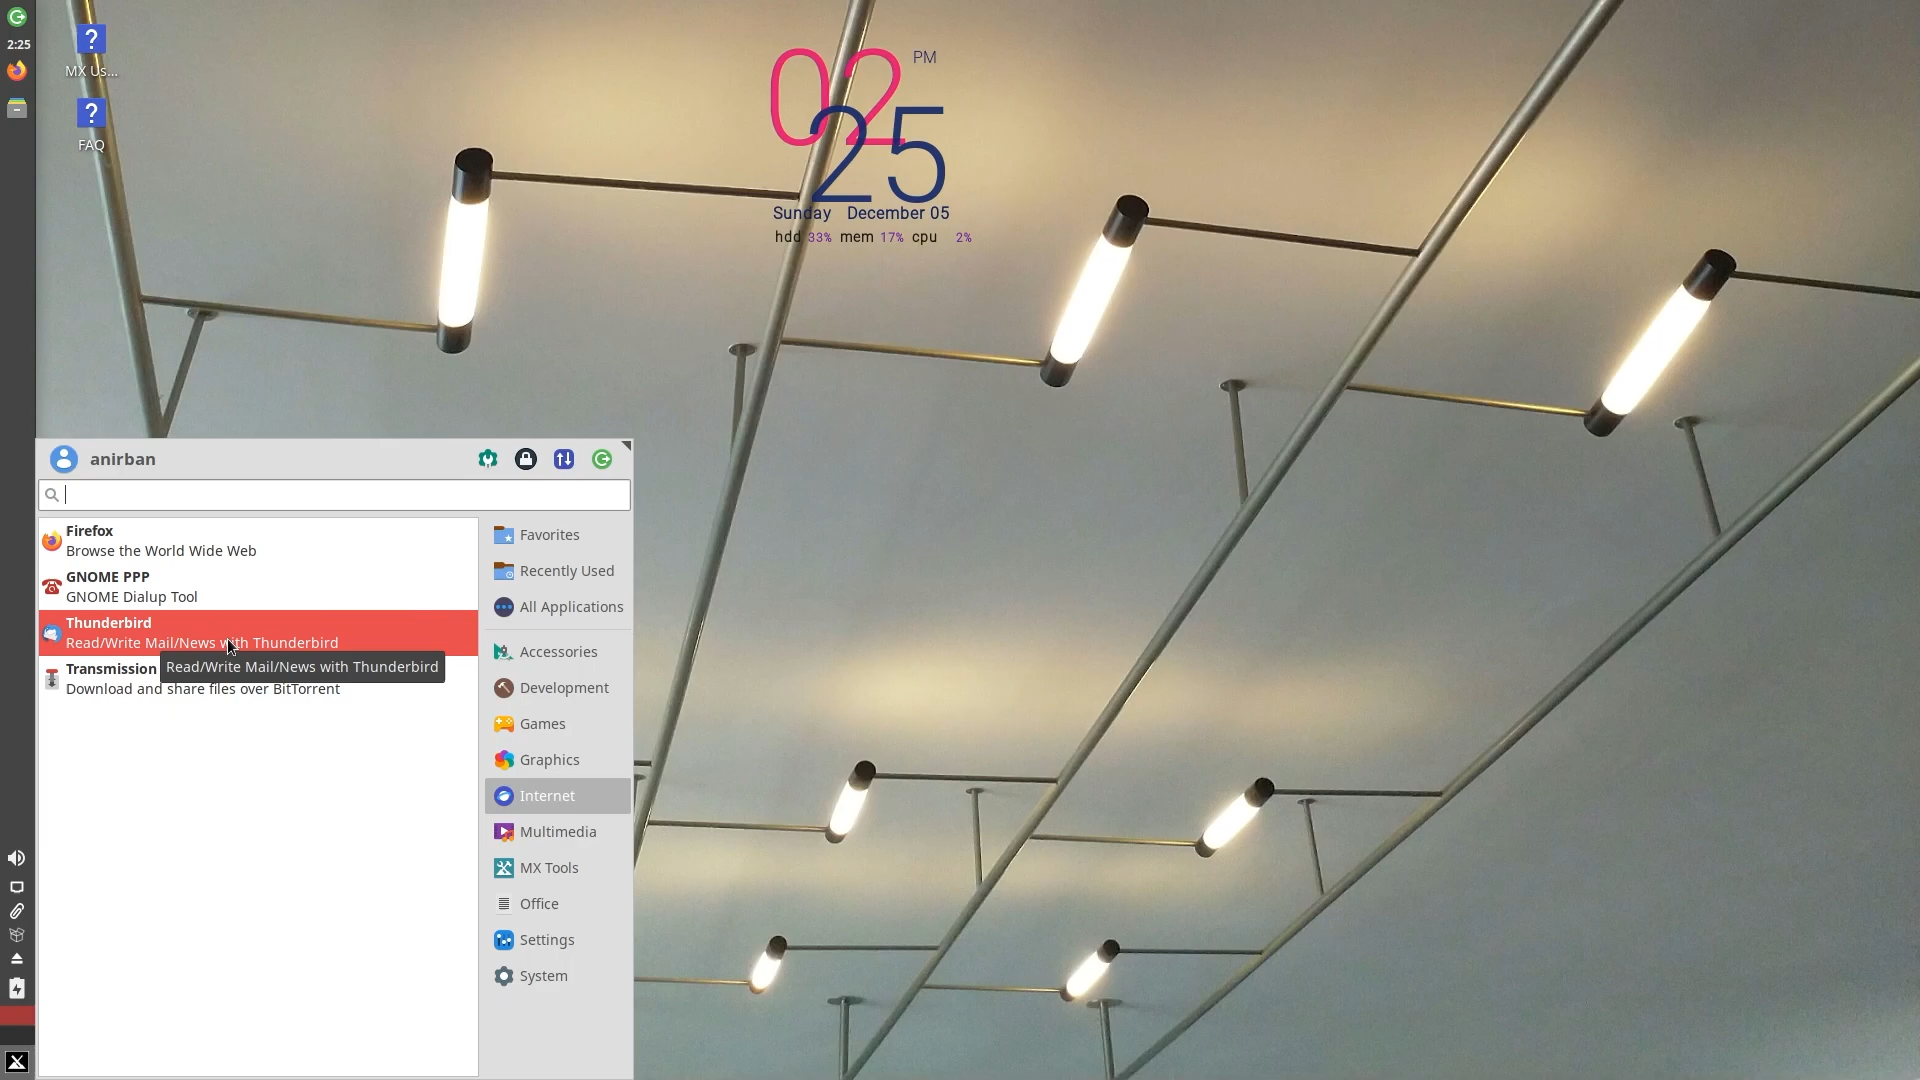 2:25
MX Us...
FAQ
02 PM
25
Sunday December 05
hdd 33% mem 17% cpu 2%
anirban
Firefox
Browse the World Wide Web
GNOME PPP
GNOME Dialup Tool
Thunderbird
Read/Write Mail/News with Thunderbird
Read/Write Mail/News with Thunderbird
Transmission
Download and share files over BitTorrent
Favorites
Recently Used
All Applications
Accessories
Development
Games
Graphics
Internet
Multimedia
MX Tools
Office
Settings
System